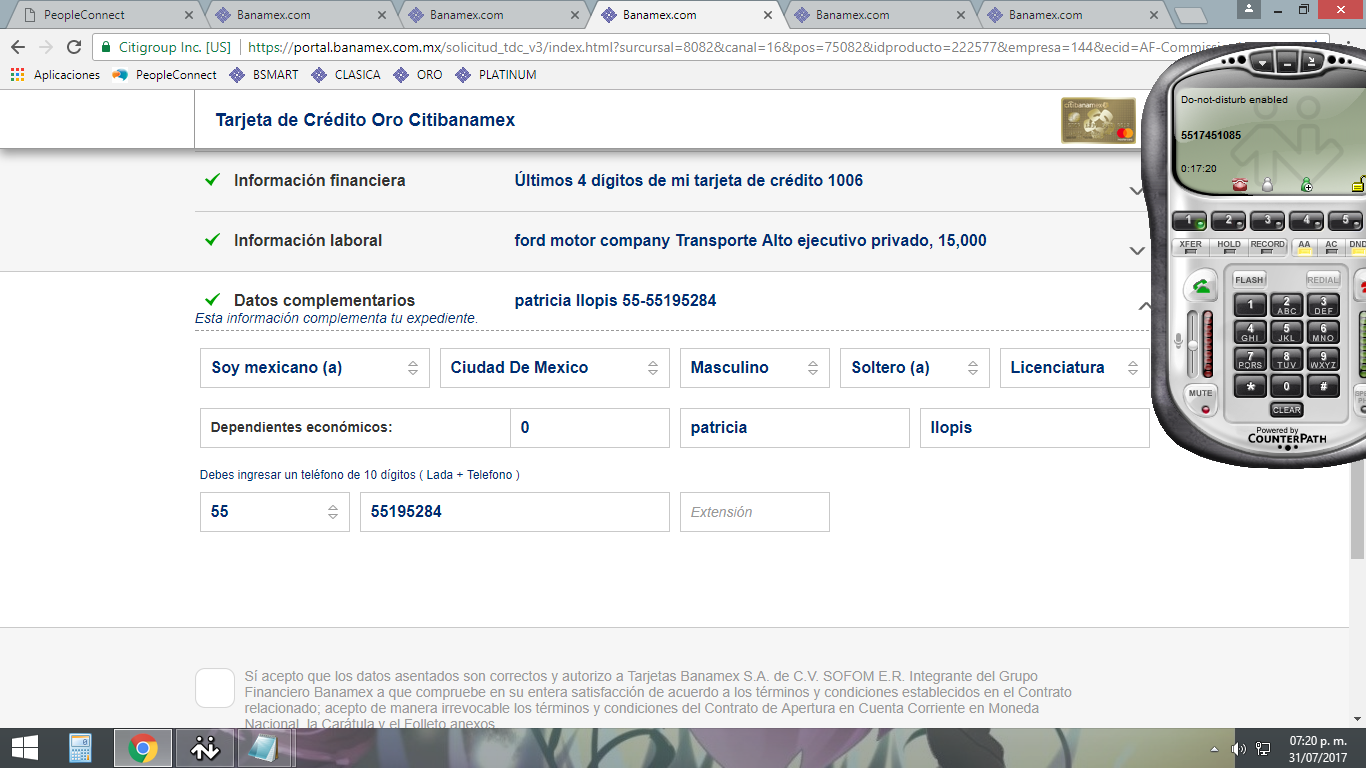 PeopleConnect
Banamex.com
Banamex.com
Banamex.com
Banamex.com
Banamex.com
Citigroup Inc. [US] https://portal.banamex.com.mx/solicitud_tdc_v3/index.html?surcursal=8082&canal=16&pos=75082&idproducto=222577&empresa=144&ecid=AF-Commissi
Aplicaciones PeopleConnect BSMART CLASICA ORO PLATINUM
Tarjeta de Crédito Oro Citibanamex
citibanamex
Información financiera Últimos 4 dígitos de mi tarjeta de crédito 1006
Información laboral ford motor company Transporte Alto ejecutivo privado, 15,000
Datos complementarios patricia llopis 55-55195284
Esta información complementa tu expediente.
Soy mexicano (a) Ciudad De Mexico Masculino Soltero (a) Licenciatura
Dependientes económicos: 0 patricia llopis
Debes ingresar un teléfono de 10 dígitos ( Lada + Telefono )
55 55195284 Extensión
Sí acepto que los datos asentados son correctos y autorizo a Tarjetas Banamex S.A. de C.V. SOFOM E.R. Integrante del Grupo
Financiero Banamex a que compruebe en su entera satisfacción de acuerdo a los términos y condiciones establecidos en el Contrato
relacionado; acepto de manera irrevocable los términos y condiciones del Contrato de Apertura en Cuenta Corriente en Moneda
Nacional, la Carátula y el Folleto anexos
Do-not-disturb enabled
5517451085
0:17:20
1 2 3 4 5
XFER HOLD RECORD AA AC DND
FLASH REDIAL
1 2 ABC 3 DEF
4 GHI 5 JKL 6 MNO
7 PQRS 8 TUV 9 WXYZ
MUTE * 0 #
CLEAR
Powered by
COUNTERPATH
07:20 p. m.
31/07/2017